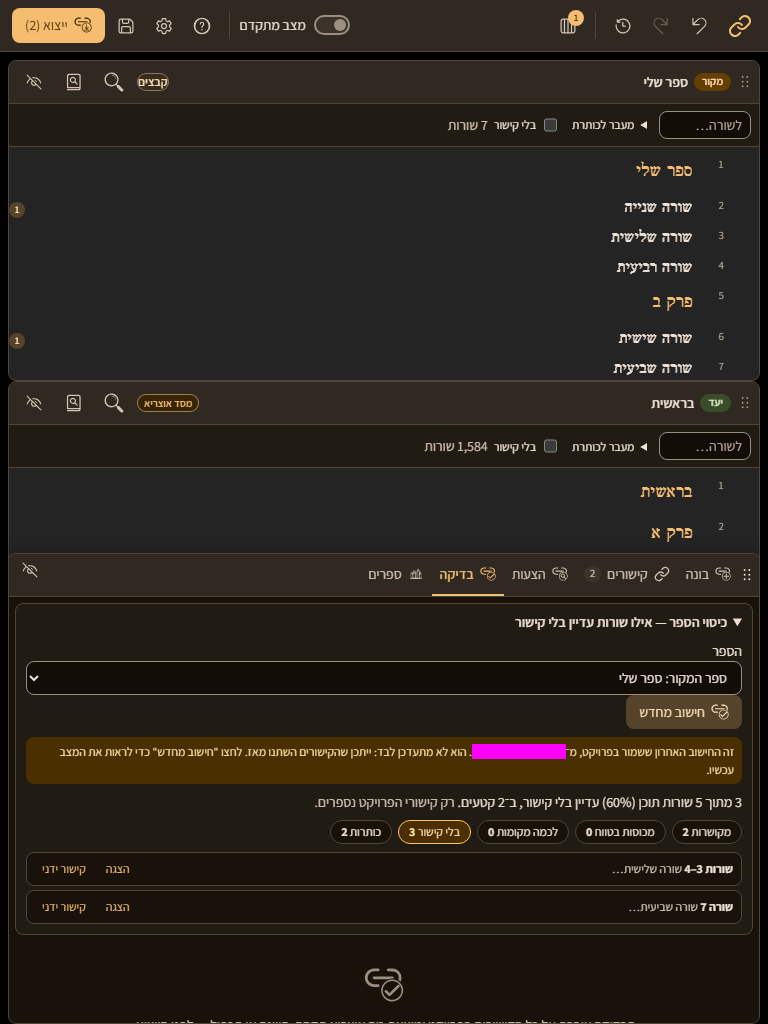 1
מצב מתקדם
ייצוא (2)
מקור ספר שלי
קבצים
לשורה...
מעבר לכותרת
בלי קישור
7 שורות
1 ספר שלי
2 שורה שנייה 1
3 שורה שלישית
4 שורה רביעית
5 פרק ב
6 שורה שישית 1
7 שורה שביעית
יעד בראשית
מסד אוצריא
לשורה...
מעבר לכותרת
בלי קישור
1,584 שורות
1 בראשית
2 פרק א
בונה
קישורים 2
הצעות
בדיקה
ספרים
כיסוי הספר — אילו שורות עדיין בלי קישור
הספר
ספר המקור: ספר שלי
חישוב מחדש
זה החישוב האחרון ששמור בפרויקט, מ־ . הוא לא מתעדכן לבד: ייתכן שהקישורים השתנו מאז. לחצו "חישוב מחדש" כדי לראות את המצב
עכשיו.
3 מתוך 5 שורות תוכן (60%) עדיין בלי קישור, ב־2 קטעים. רק קישורי הפרויקט נספרים.
מקושרות 2
מכוסות בטווח 0
לכמה מקומות 0
בלי קישור 3
כותרות 2
שורות 3–4 שורה שלישית...
הצגה
קישור ידני
שורה 7 שורה שביעית...
הצגה
קישור ידני